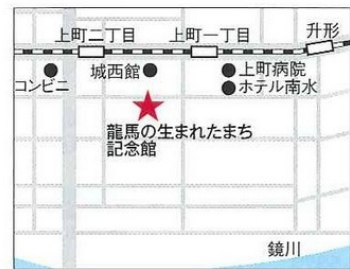 上町二丁目
上町一丁目
升形
コンビニ
城西館
上町病院
ホテル南水
龍馬の生まれたまち
記念館
鏡川